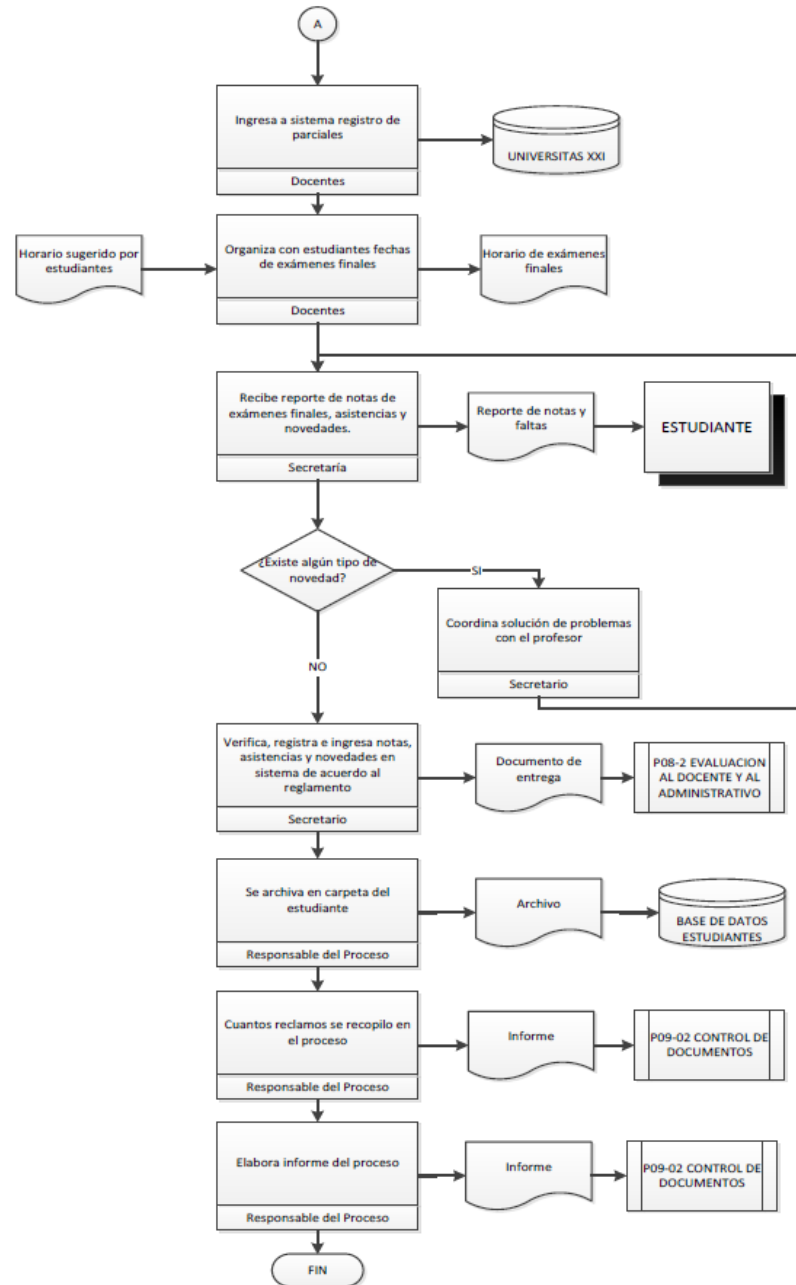 A
Ingresa a sistema registro de
parciales
Docentes
UNIVERSITAS XXI
Horario sugerido por
estudiantes
Organiza con estudiantes fechas
de exámenes finales
Docentes
Horario de exámenes
finales
Recibe reporte de notas de
exámenes finales, asistencias y
novedades.
Secretaría
Reporte de notas y
faltas
ESTUDIANTE
¿Existe algún tipo de
novedad?
SI
Coordina solución de problemas
con el profesor
Secretario
NO
Verifica, registra e ingresa notas,
asistencias y novedades en
sistema de acuerdo al
reglamento
Secretario
Documento de
entrega
P08-2 EVALUACION
AL DOCENTE Y AL
ADMINISTRATIVO
Se archiva en carpeta del
estudiante
Responsable del Proceso
Archivo
BASE DE DATOS
ESTUDIANTES
Cuantos reclamos se recopilo en
el proceso
Responsable del Proceso
Informe
P09-02 CONTROL DE
DOCUMENTOS
Elabora informe del proceso
Responsable del Proceso
Informe
P09-02 CONTROL DE
DOCUMENTOS
FIN